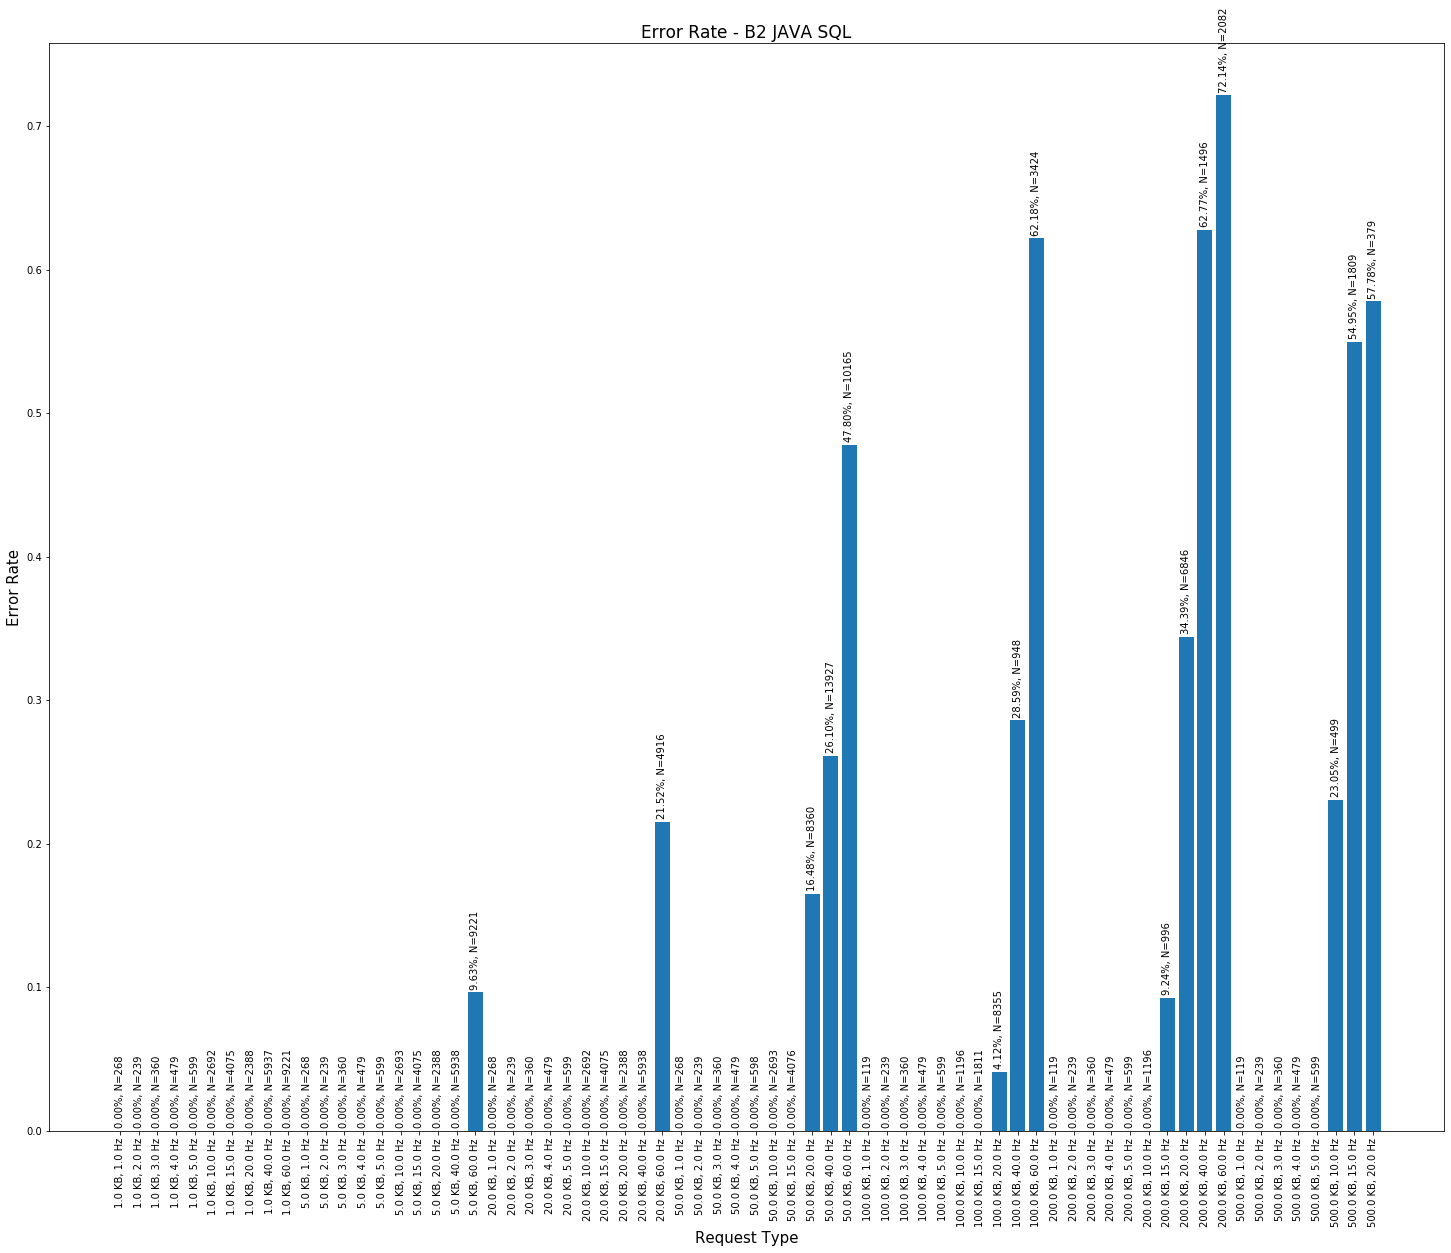 Error Rate - B2 JAVA SQL
Error Rate
0.7
0.6
0.5
0.4
0.3
0.2
0.1
0.0
0.00%, N=268
0.00%, N=239
0.00%, N=360
0.00%, N=479
0.00%, N=599
0.00%, N=2692
0.00%, N=4075
0.00%, N=2388
0.00%, N=5937
0.00%, N=9221
0.00%, N=268
0.00%, N=239
0.00%, N=360
0.00%, N=479
0.00%, N=599
0.00%, N=2693
0.00%, N=4075
0.00%, N=2388
0.00%, N=5938
9.63%, N=9221
0.00%, N=268
0.00%, N=239
0.00%, N=360
0.00%, N=479
0.00%, N=599
0.00%, N=2692
0.00%, N=4075
0.00%, N=2388
0.00%, N=5938
21.52%, N=4916
0.00%, N=268
0.00%, N=239
0.00%, N=360
0.00%, N=479
0.00%, N=598
0.00%, N=2693
0.00%, N=4076
16.48%, N=8360
26.10%, N=13927
47.80%, N=10165
0.00%, N=119
0.00%, N=239
0.00%, N=360
0.00%, N=479
0.00%, N=599
0.00%, N=1196
0.00%, N=1811
4.12%, N=8355
28.59%, N=948
62.18%, N=3424
0.00%, N=119
0.00%, N=239
0.00%, N=360
0.00%, N=479
0.00%, N=599
0.00%, N=1196
9.24%, N=996
34.39%, N=6846
62.77%, N=1496
72.14%, N=2082
0.00%, N=119
0.00%, N=239
0.00%, N=360
0.00%, N=479
0.00%, N=599
23.05%, N=499
54.95%, N=1809
57.78%, N=379
1.0 KB, 1.0 Hz
1.0 KB, 2.0 Hz
1.0 KB, 3.0 Hz
1.0 KB, 4.0 Hz
1.0 KB, 5.0 Hz
1.0 KB, 10.0 Hz
1.0 KB, 15.0 Hz
1.0 KB, 20.0 Hz
1.0 KB, 40.0 Hz
1.0 KB, 60.0 Hz
5.0 KB, 1.0 Hz
5.0 KB, 2.0 Hz
5.0 KB, 3.0 Hz
5.0 KB, 4.0 Hz
5.0 KB, 5.0 Hz
5.0 KB, 10.0 Hz
5.0 KB, 15.0 Hz
5.0 KB, 20.0 Hz
5.0 KB, 40.0 Hz
5.0 KB, 60.0 Hz
20.0 KB, 1.0 Hz
20.0 KB, 2.0 Hz
20.0 KB, 3.0 Hz
20.0 KB, 4.0 Hz
20.0 KB, 5.0 Hz
20.0 KB, 10.0 Hz
20.0 KB, 15.0 Hz
20.0 KB, 20.0 Hz
20.0 KB, 40.0 Hz
20.0 KB, 60.0 Hz
50.0 KB, 1.0 Hz
50.0 KB, 2.0 Hz
50.0 KB, 3.0 Hz
50.0 KB, 4.0 Hz
50.0 KB, 5.0 Hz
50.0 KB, 10.0 Hz
50.0 KB, 15.0 Hz
50.0 KB, 20.0 Hz
50.0 KB, 40.0 Hz
50.0 KB, 60.0 Hz
100.0 KB, 1.0 Hz
100.0 KB, 2.0 Hz
100.0 KB, 3.0 Hz
100.0 KB, 4.0 Hz
100.0 KB, 5.0 Hz
100.0 KB, 10.0 Hz
100.0 KB, 15.0 Hz
100.0 KB, 20.0 Hz
100.0 KB, 40.0 Hz
100.0 KB, 60.0 Hz
200.0 KB, 1.0 Hz
200.0 KB, 2.0 Hz
200.0 KB, 3.0 Hz
200.0 KB, 4.0 Hz
200.0 KB, 5.0 Hz
200.0 KB, 10.0 Hz
200.0 KB, 15.0 Hz
200.0 KB, 20.0 Hz
200.0 KB, 40.0 Hz
200.0 KB, 60.0 Hz
500.0 KB, 1.0 Hz
500.0 KB, 2.0 Hz
500.0 KB, 3.0 Hz
500.0 KB, 4.0 Hz
500.0 KB, 5.0 Hz
500.0 KB, 10.0 Hz
500.0 KB, 15.0 Hz
500.0 KB, 20.0 Hz
Request Type